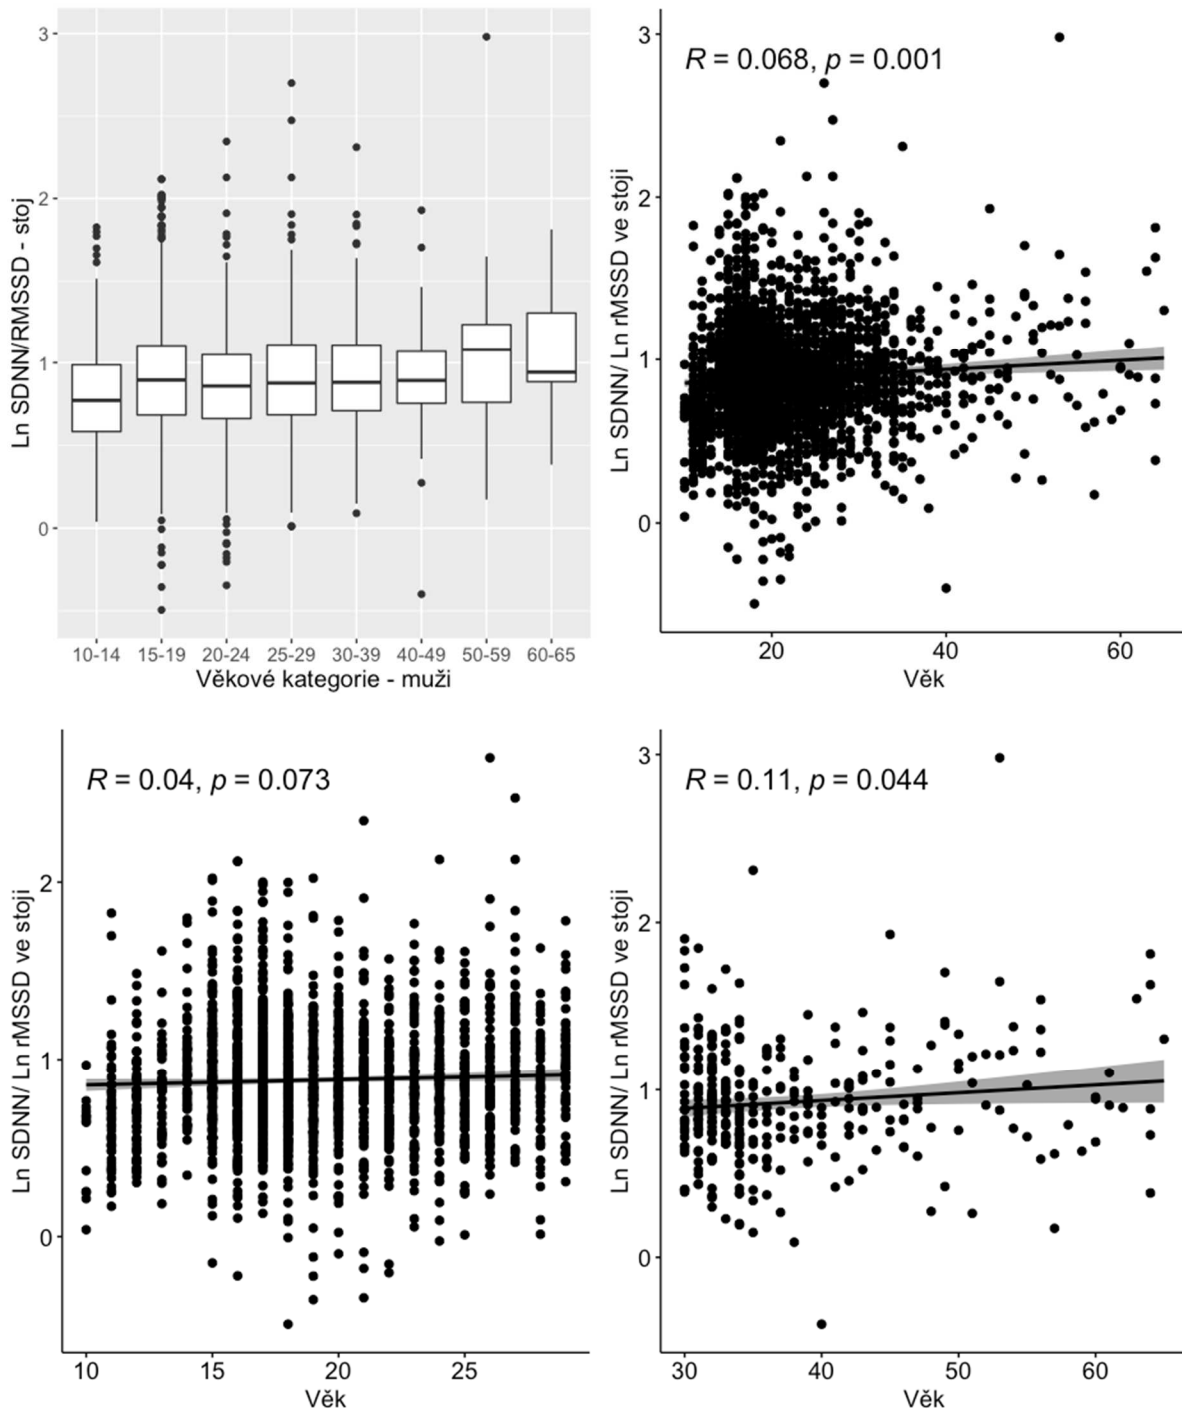 Ln SDNN/RMSSD - stoj
3
2
1
0
10-14 15-19 20-24 25-29 30-39 40-49 50-59 60-65
Věkové kategorie - muži
R = 0.068, p = 0.001
Ln SDNN/ Ln rMSSD ve stoji
3
2
1
0
20 40 60
Věk
R = 0.04, p = 0.073
Ln SDNN/ Ln rMSSD ve stoji
2
1
0
10 15 20 25
Věk
R = 0.11, p = 0.044
Ln SDNN/ Ln rMSSD ve stoji
3
2
1
0
30 40 50 60
Věk